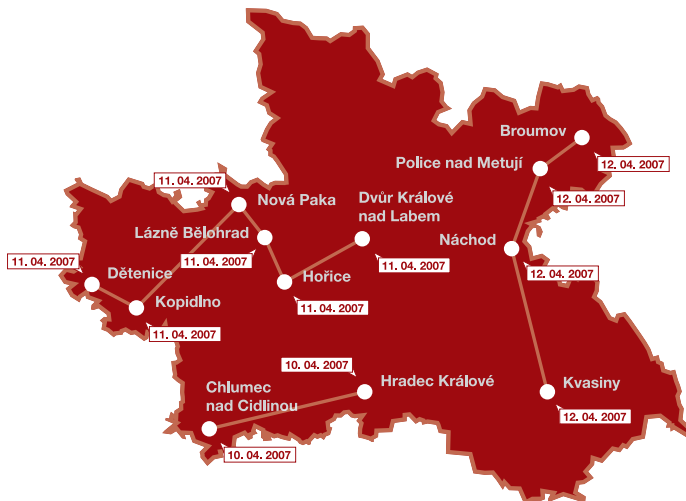 Broumov
12. 04. 2007
Police nad Metují
12. 04. 2007
11. 04. 2007
Nová Paka
Dvůr Králové
nad Labem
11. 04. 2007
Lázně Bělohrad
11. 04. 2007
Náchod
12. 04. 2007
11. 04. 2007
Dětenice
Hořice
11. 04. 2007
Kopidlno
11. 04. 2007
10. 04. 2007
Hradec Králové
Kvasiny
12. 04. 2007
Chlumec
nad Cidlinou
10. 04. 2007